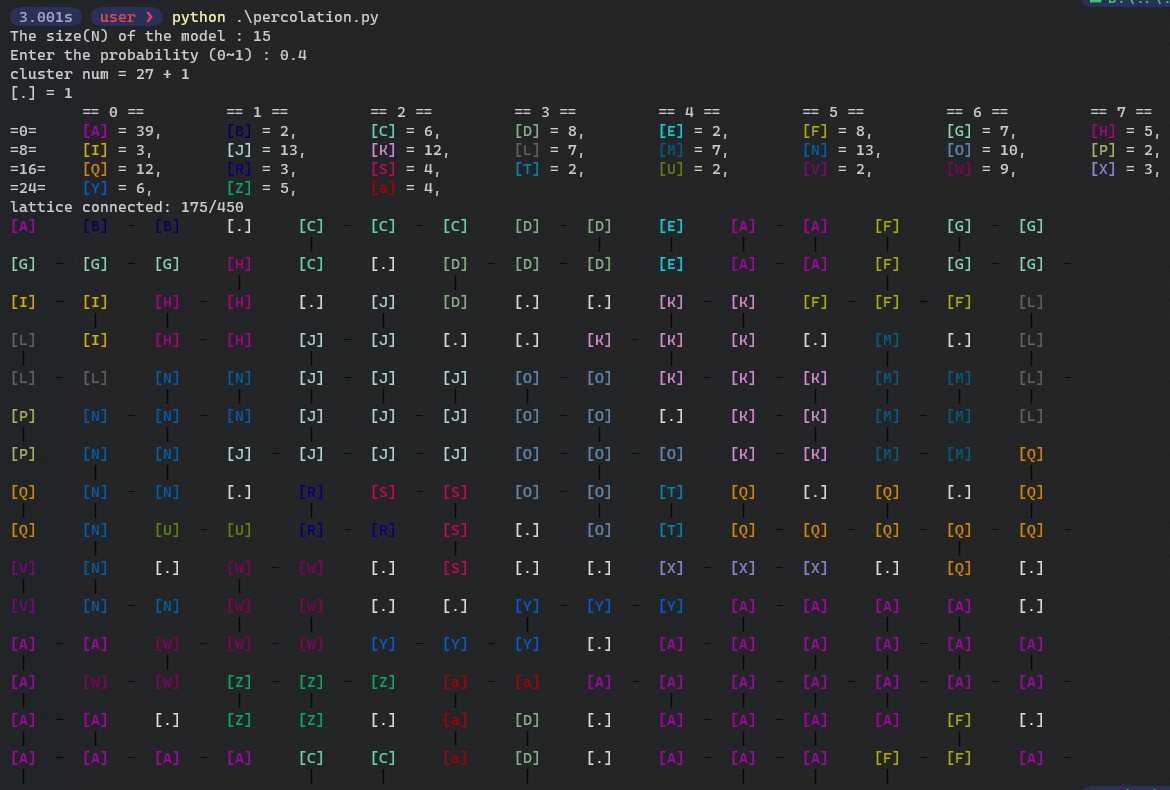 3.001s user ❯ python .\percolation.py
The size(N) of the model : 15
Enter the probability (0~1) : 0.4
cluster num = 27 + 1
[.] = 1
== 0 == == 1 == == 2 == == 3 == == 4 == == 5 == == 6 == == 7 ==
=0= [A] = 39, [B] = 2, [C] = 6, [D] = 8, [E] = 2, [F] = 8, [G] = 7, [H] = 5,
=8= [I] = 3, [J] = 13, [K] = 12, [L] = 7, [M] = 7, [N] = 13, [O] = 10, [P] = 2,
=16= [Q] = 12, [R] = 3, [S] = 4, [T] = 2, [U] = 2, [V] = 2, [W] = 9, [X] = 3,
=24= [Y] = 6, [Z] = 5, [a] = 4,
lattice connected: 175/450
[A] [B] - [B] [.] [C] - [C] - [C] [D] - [D] [E] [A] - [A] [F] [G] - [G]
[G] - [G] - [G] [H] [C] [.] [D] - [D] - [D] [E] [A] - [A] [F] [G] - [G] -
[I] - [I] [H] - [H] [.] [J] [D] [.] [.] [K] - [K] [F] - [F] - [F] [L]
[L] [I] [H] - [H] [J] - [J] [.] [.] [K] - [K] [K] [.] [M] [.] [L]
[L] - [L] [N] [N] [J] - [J] [J] [O] - [O] [K] - [K] - [K] [M] [M] [L] -
[P] [N] - [N] - [N] [J] [J] - [J] [O] - [O] [.] [K] - [K] [M] - [M] [L]
[P] [N] [N] [J] - [J] - [J] - [J] [O] - [O] - [O] [K] - [K] [M] - [M] [Q]
[Q] [N] - [N] [.] [R] [S] - [S] [O] - [O] [T] [Q] [.] [Q] [.] [Q]
[Q] [N] [U] - [U] [R] - [R] [S] [.] [O] [T] [Q] - [Q] - [Q] - [Q] - [Q] -
[V] [N] [.] [W] - [W] [.] [S] [.] [.] [X] - [X] - [X] [.] [Q] [.]
[V] [N] - [N] [W] [W] [.] [.] [Y] - [Y] - [Y] [A] - [A] [A] [A] [.]
[A] - [A] [W] - [W] - [W] [Y] - [Y] - [Y] [.] [A] - [A] - [A] - [A] - [A] - [A]
[A] [W] - [W] [Z] - [Z] - [Z] [a] - [a] [A] - [A] - [A] - [A] - [A] - [A] - [A] -
[A] - [A] [.] [Z] - [Z] [.] [a] [D] [.] [A] - [A] - [A] - [A] [F] [.]
[A] - [A] - [A] - [A] [C] [C] [a] [D] [.] [A] - [A] - [A] [F] - [F] [A] -